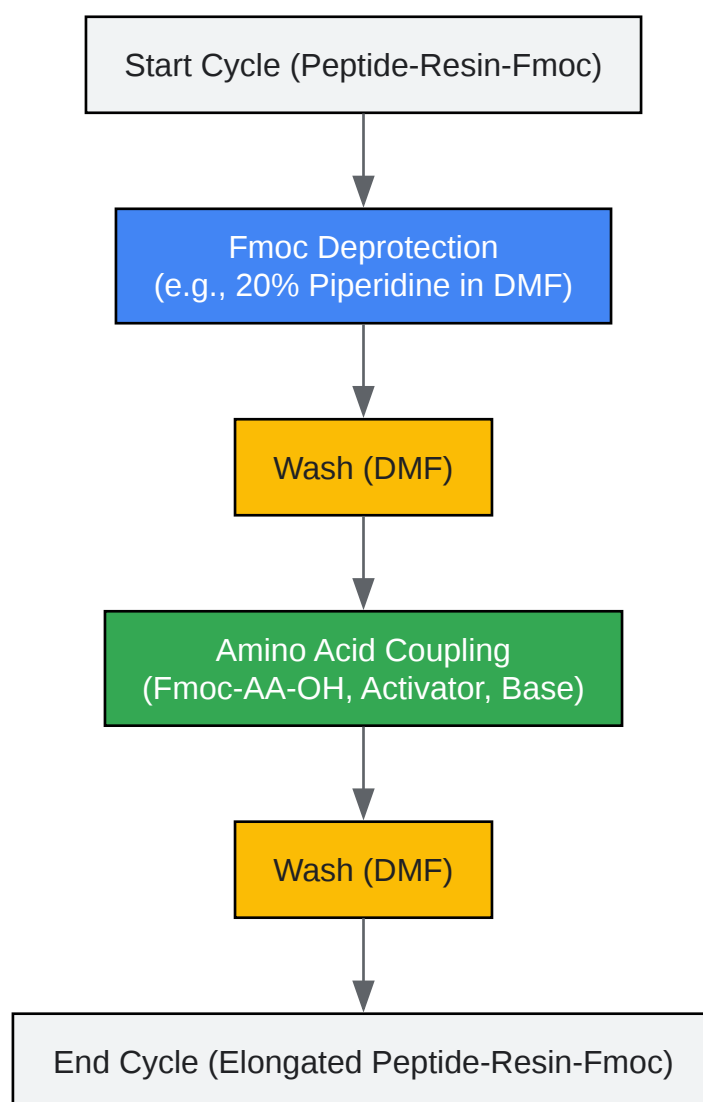 Start Cycle (Peptide-Resin-Fmoc)
Fmoc Deprotection
(e.g., 20% Piperidine in DMF)
Wash (DMF)
Amino Acid Coupling
(Fmoc-AA-OH, Activator, Base)
Wash (DMF)
End Cycle (Elongated Peptide-Resin-Fmoc)